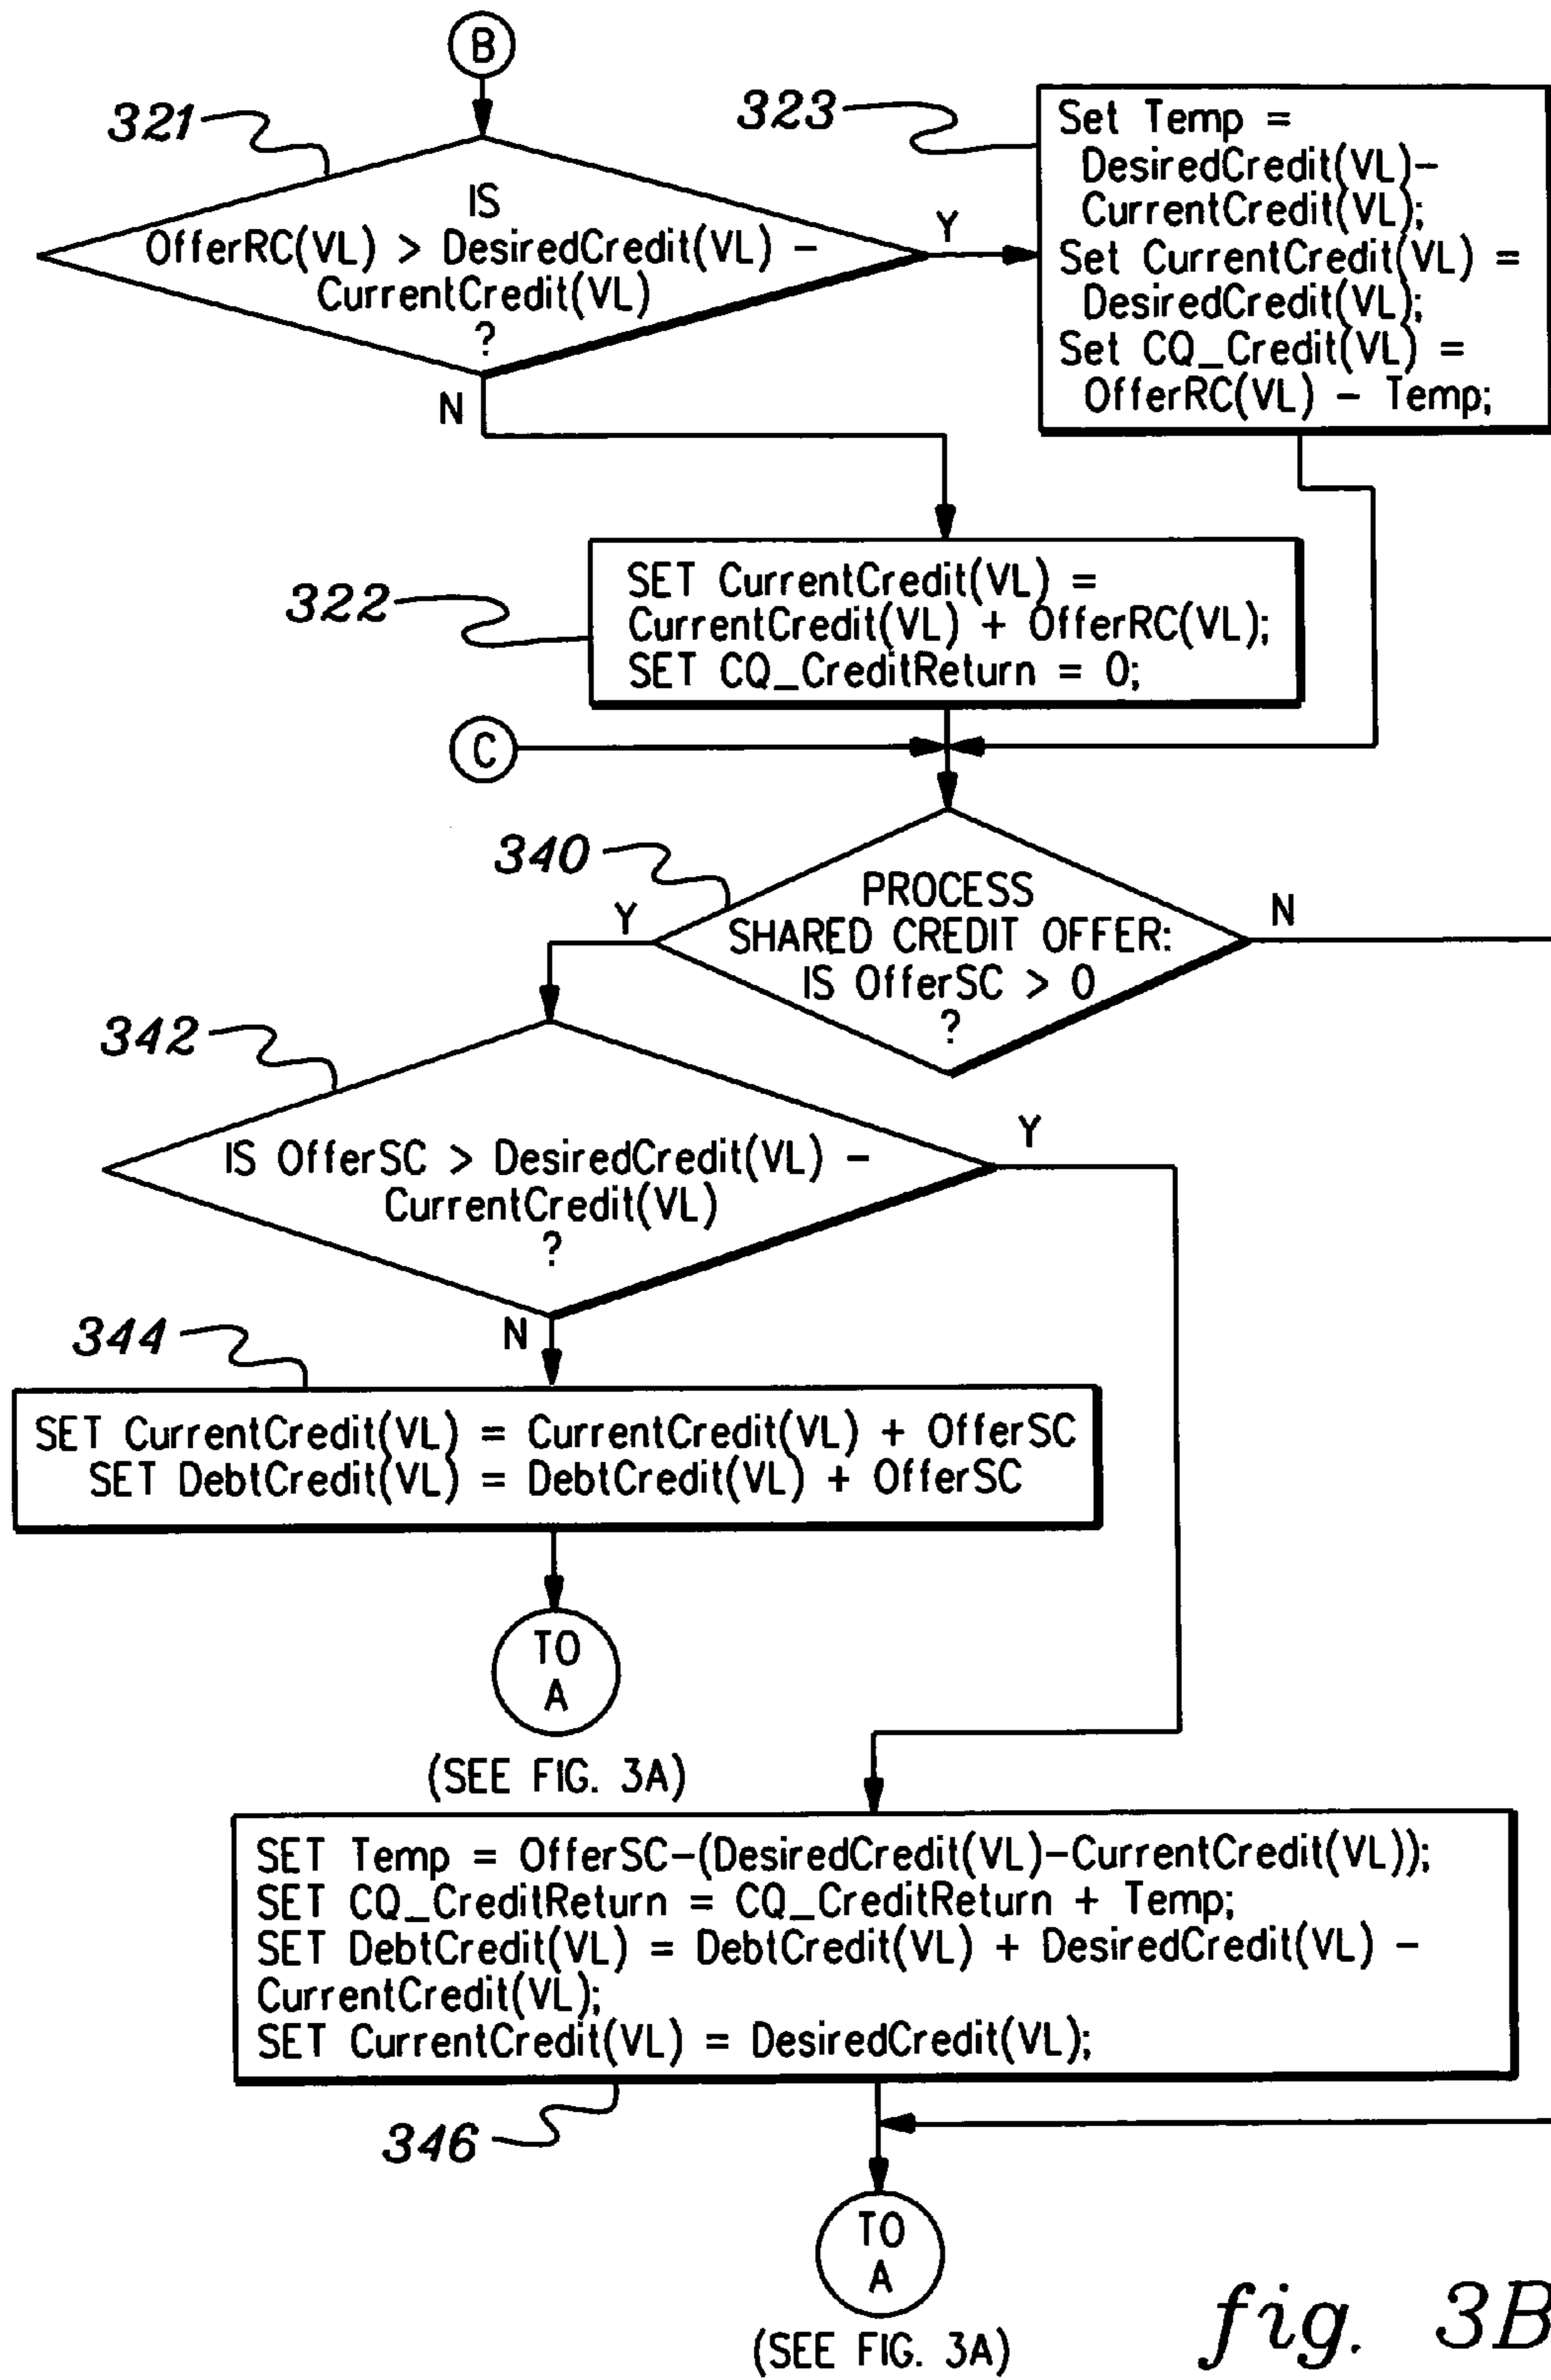 B
321
IS
OfferRC(VL) > DesiredCredit(VL) -
CurrentCredit(VL)
?
Y
N
323
Set Temp =
DesiredCredit(VL)-
CurrentCredit(VL);
Set CurrentCredit(VL) =
DesiredCredit(VL);
Set CQ_Credit(VL) =
OfferRC(VL) - Temp;
322
SET CurrentCredit(VL) =
CurrentCredit(VL) + OfferRC(VL);
SET CQ_CreditReturn = 0;
C
340
PROCESS
SHARED CREDIT OFFER:
IS OfferSC > 0
?
Y
N
342
IS OfferSC > DesiredCredit(VL) -
CurrentCredit(VL)
?
Y
N
344
SET CurrentCredit(VL) = CurrentCredit(VL) + OfferSC
SET DebtCredit(VL) = DebtCredit(VL) + OfferSC
TO
A
(SEE FIG. 3A)
SET Temp = OfferSC-(DesiredCredit(VL)-CurrentCredit(VL));
SET CQ_CreditReturn = CQ_CreditReturn + Temp;
SET DebtCredit(VL) = DebtCredit(VL) + DesiredCredit(VL) -
CurrentCredit(VL);
SET CurrentCredit(VL) = DesiredCredit(VL);
346
TO
A
(SEE FIG. 3A)
fig. 3B